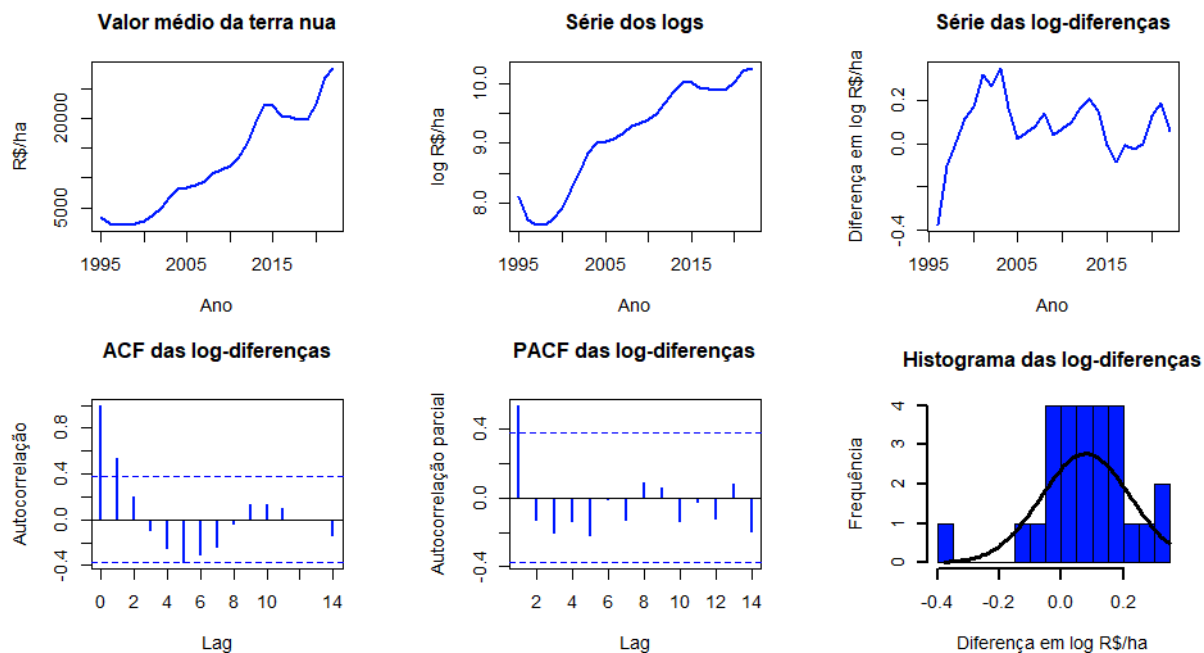 Valor médio da terra nua
R$/ha
20000
5000
1995
2005
2015
Ano
Série dos logs
log R$/ha
10.0
9.0
8.0
1995
2005
2015
Ano
Série das log-diferenças
Diferença em log R$/ha
0.2
0.0
-0.4
1995
2005
2015
Ano
ACF das log-diferenças
Autocorrelação
0.8
0.4
0.0
-0.4
0 2 4 6 8 10 14
Lag
PACF das log-diferenças
Autocorrelação parcial
0.4
0.0
-0.4
2 4 6 8 10 12 14
Lag
Histograma das log-diferenças
Frequência
4
3
2
1
0
-0.4 -0.2 0.0 0.2
Diferença em log R$/ha